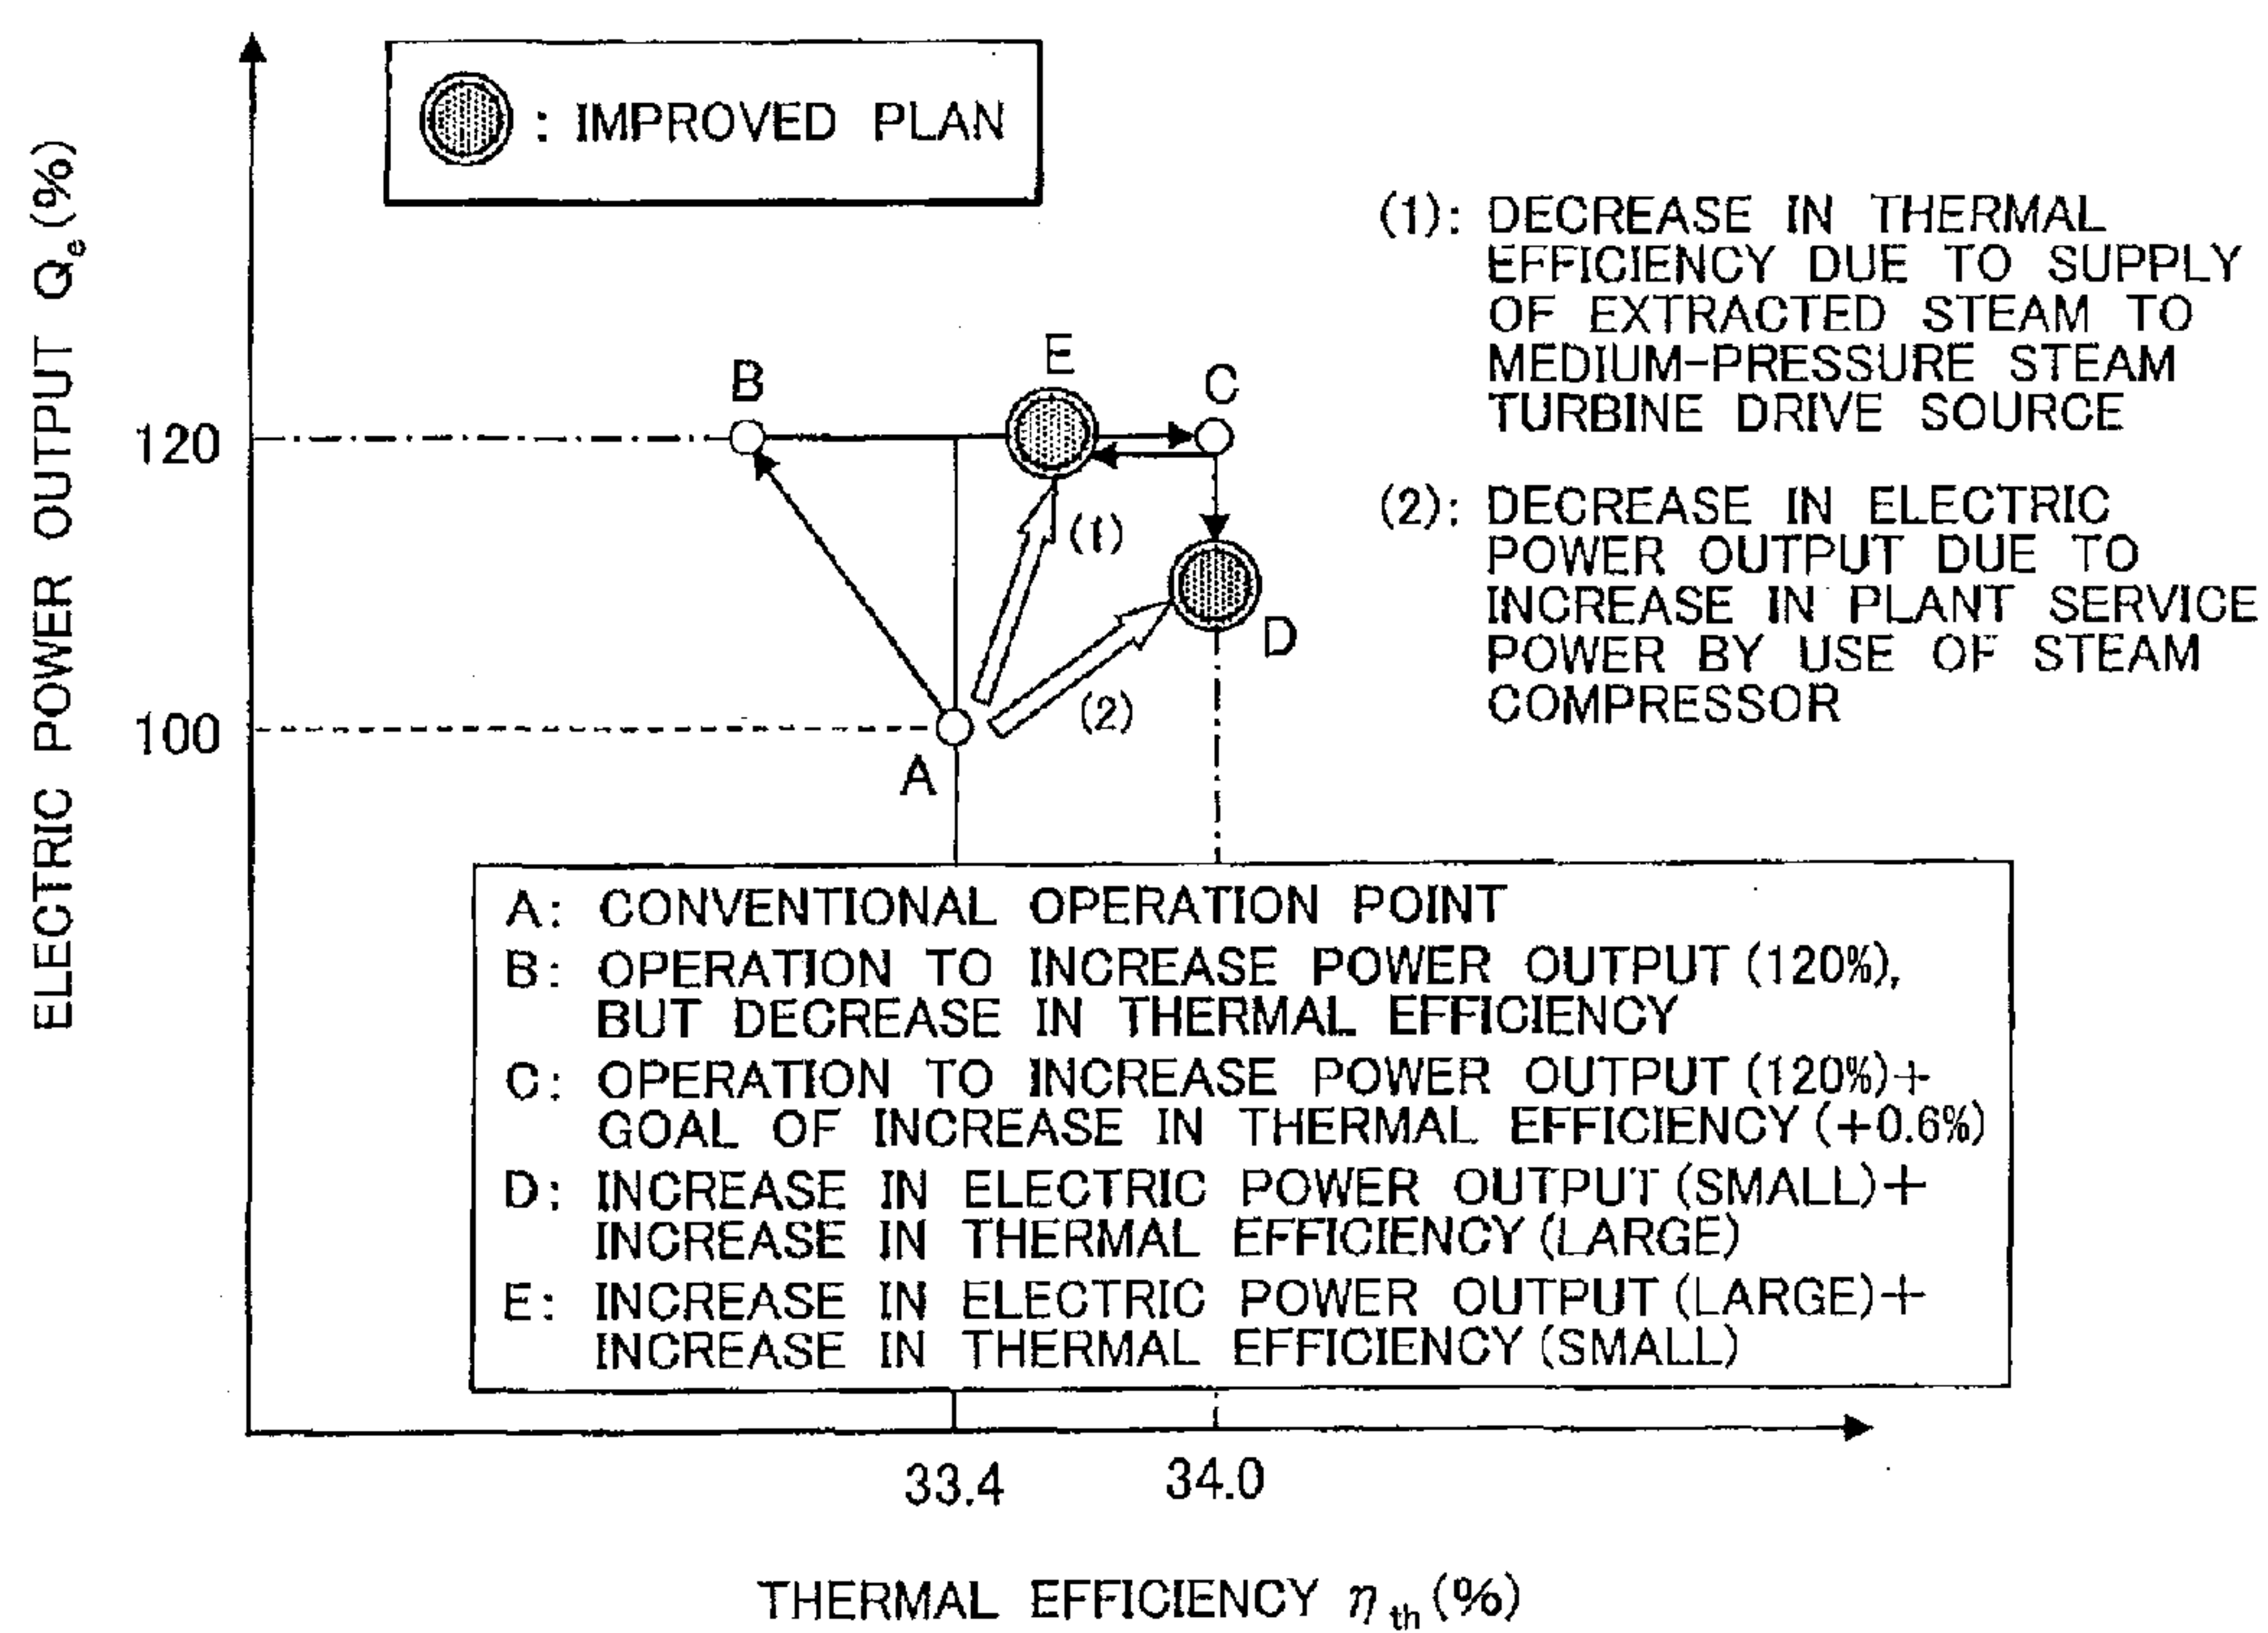 : IMPROVED PLAN
ELECTRIC POWER OUTPUT Qe (%)
120
100
B
E
C
(1)
D
(2)
A
(1): DECREASE IN THERMAL
EFFICIENCY DUE TO SUPPLY
OF EXTRACTED STEAM TO
MEDIUM-PRESSURE STEAM
TURBINE DRIVE SOURCE
(2): DECREASE IN ELECTRIC
POWER OUTPUT DUE TO
INCREASE IN PLANT SERVICE
POWER BY USE OF STEAM
COMPRESSOR
A: CONVENTIONAL OPERATION POINT
B: OPERATION TO INCREASE POWER OUTPUT (120%),
BUT DECREASE IN THERMAL EFFICIENCY
C: OPERATION TO INCREASE POWER OUTPUT (120%)+
GOAL OF INCREASE IN THERMAL EFFICIENCY (+0.6%)
D: INCREASE IN ELECTRIC POWER OUTPUT (SMALL)+
INCREASE IN THERMAL EFFICIENCY (LARGE)
E: INCREASE IN ELECTRIC POWER OUTPUT (LARGE)+
INCREASE IN THERMAL EFFICIENCY (SMALL)
33.4
34.0
THERMAL EFFICIENCY ηth (%)